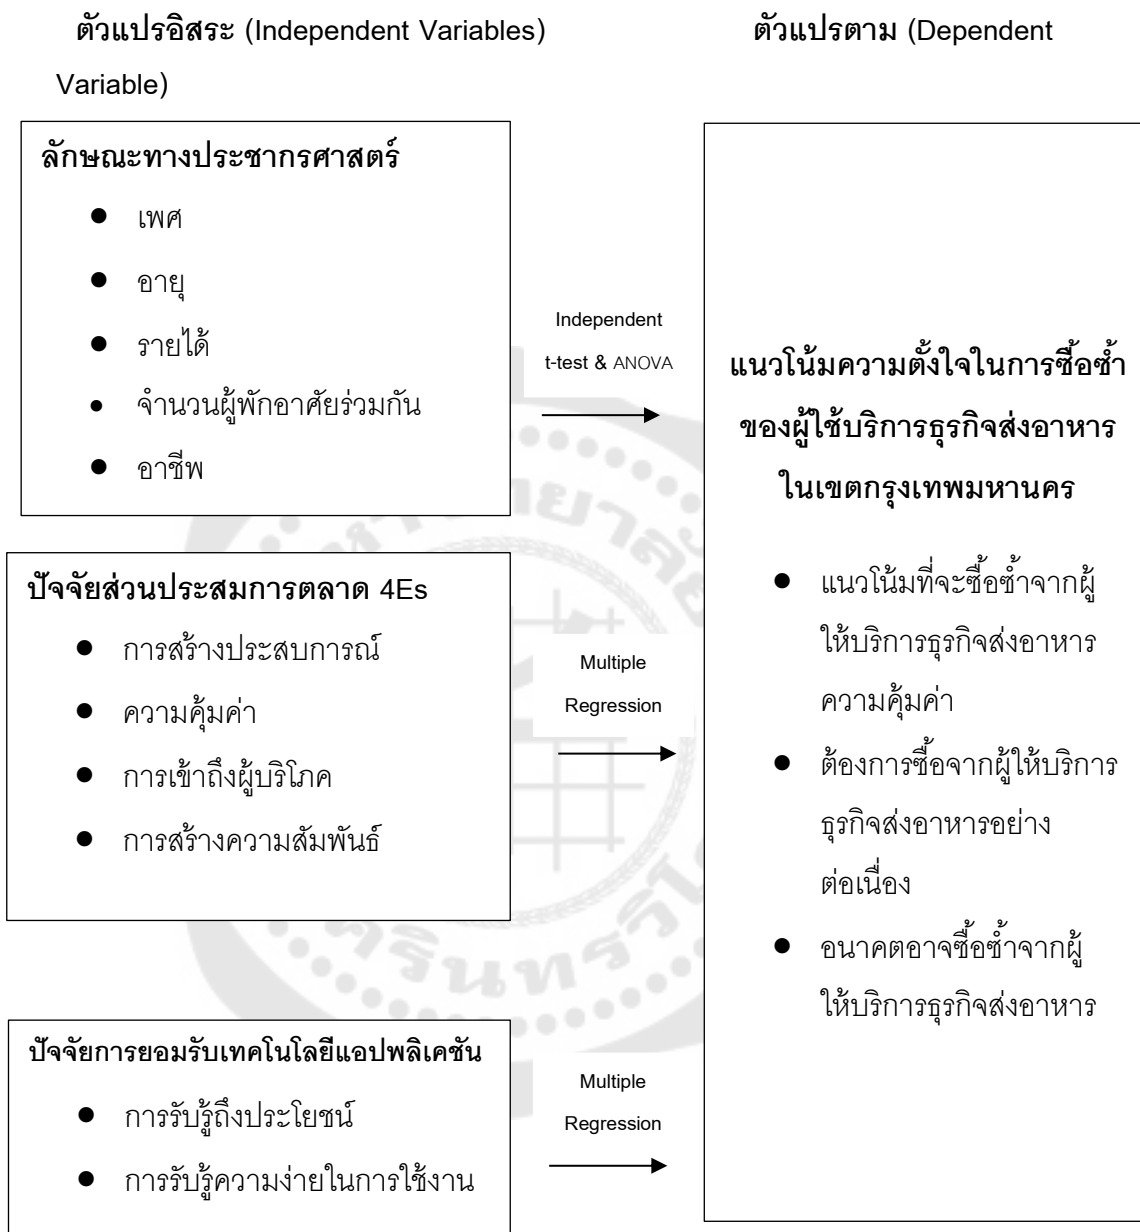 ตัวแปรอิสระ (Independent Variables) ตัวแปรตาม (Dependent
Variable)
ลักษณะทางประชากรศาสตร์
● เพศ
● อายุ
● รายได้
● จำนวนผู้พักอาศัยร่วมกัน
● อาชีพ
Independent
t-test & ANOVA
ปัจจัยส่วนประสมการตลาด 4Es
● การสร้างประสบการณ์
● ความคุ้มค่า
● การเข้าถึงผู้บริโภค
● การสร้างความสัมพันธ์
Multiple
Regression
ปัจจัยการยอมรับเทคโนโลยีแอปพลิเคชัน
● การรับรู้ถึงประโยชน์
● การรับรู้ความง่ายในการใช้งาน
Multiple
Regression
แนวโน้มความตั้งใจในการซื้อซ้ำ
ของผู้ใช้บริการธุรกิจส่งอาหาร
ในเขตกรุงเทพมหานคร
● แนวโน้มที่จะซื้อซ้ำจากผู้
ให้บริการธุรกิจส่งอาหาร
ความคุ้มค่า
● ต้องการซื้อจากผู้ให้บริการ
ธุรกิจส่งอาหารอย่าง
ต่อเนื่อง
● อนาคตอาจซื้อซ้ำจากผู้
ให้บริการธุรกิจส่งอาหาร